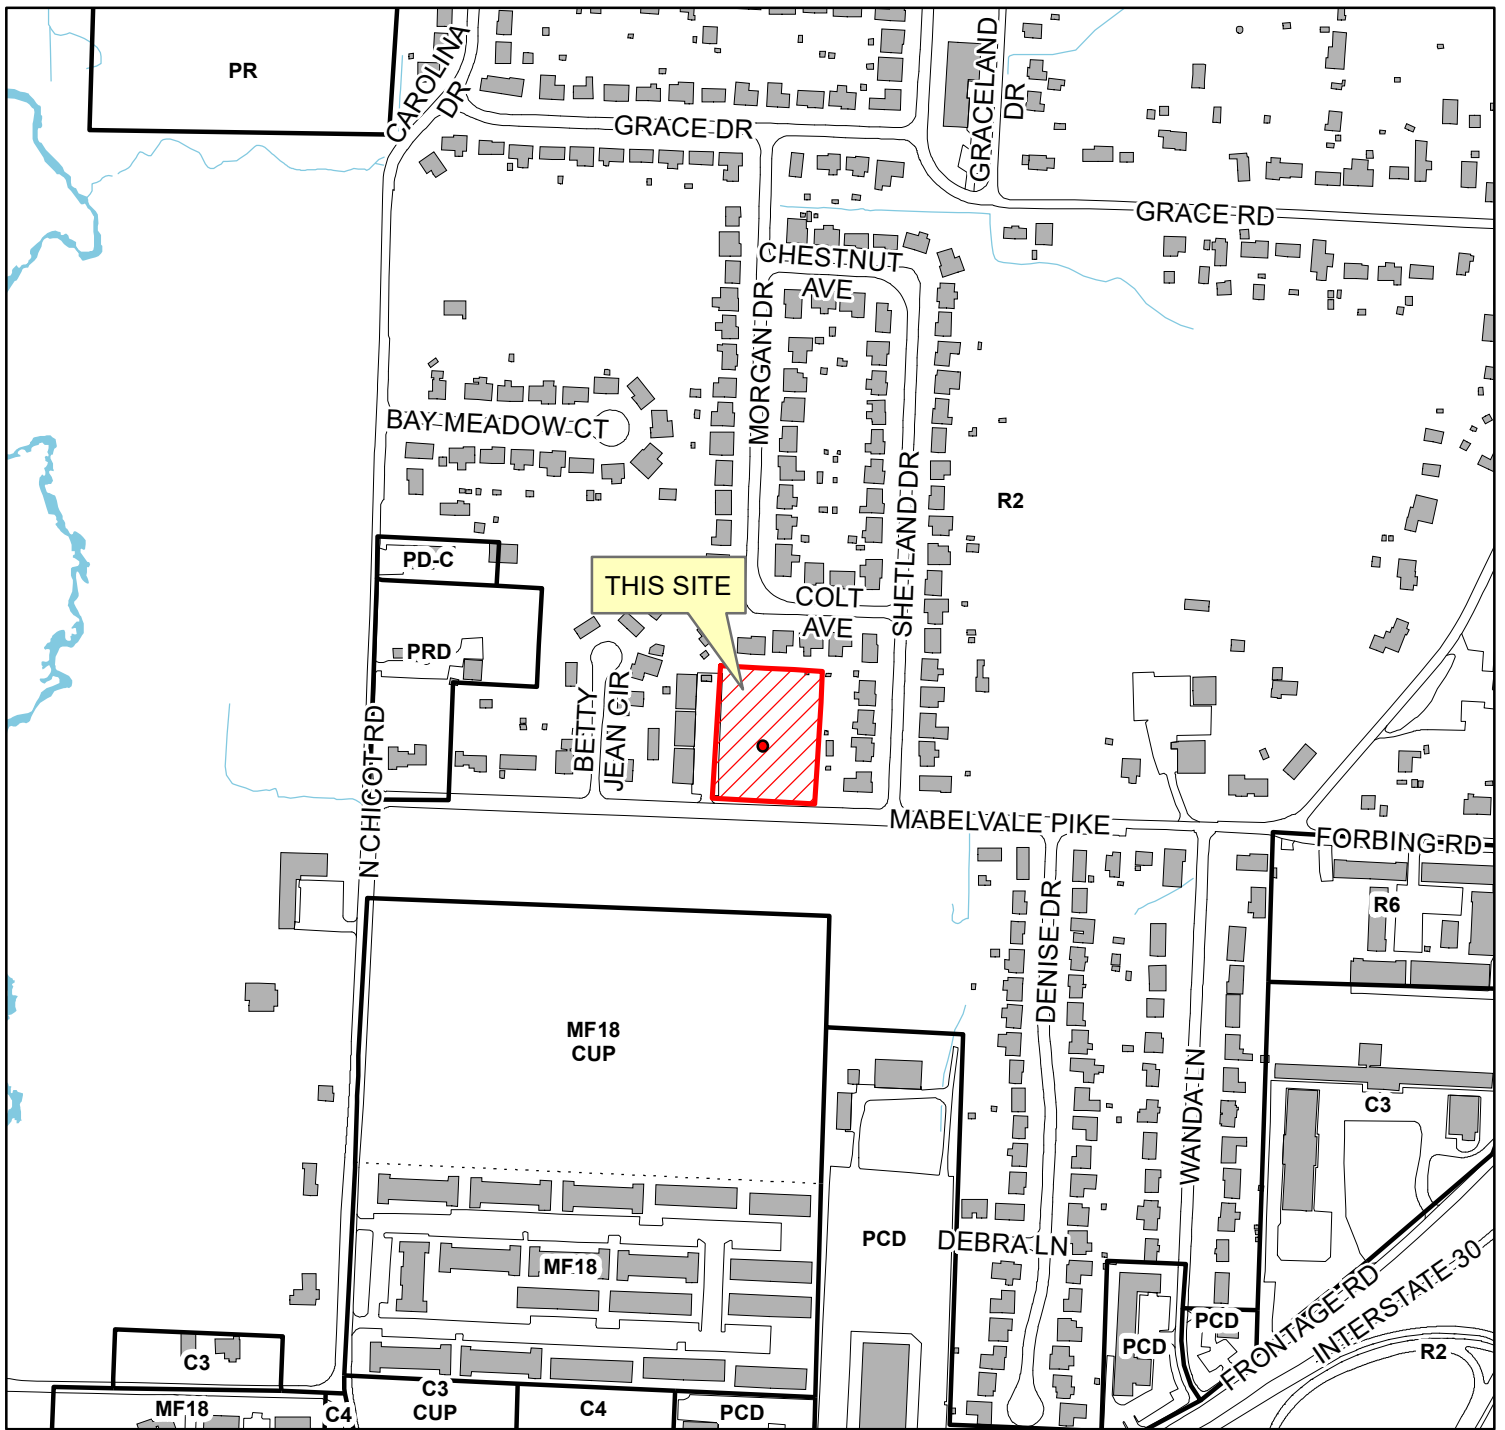 PR
CAROLINA
DR
GRACELAND
DR
GRACE DR
GRACE RD
CHESTNUT
AVE
MORGAN DR
BAY MEADOW CT
SHETLAND DR
R2
PD-C
THIS SITE
COLT
AVE
PRD
BETTY
JEAN CIR
N CHICOT RD
MABELVALE PIKE
FORBING RD
R6
DENISE DR
MF18
CUP
WANDA LN
C3
PCD
DEBRA LN
MF18
FRONTAGE RD
INTERSTATE 30
PCD
PCD
R2
C3
MF18
C4
C3
CUP
C4
PCD